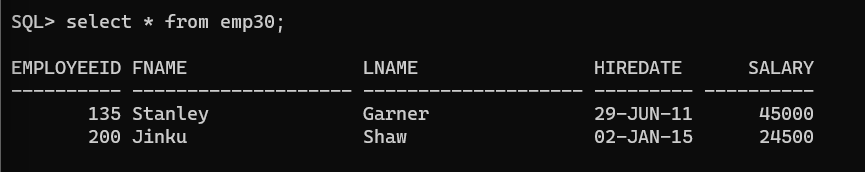 SQL> select * from emp30;
EMPLOYEEID FNAME                LNAME                HIREDATE      SALARY
---------- -------------------- -------------------- --------- ----------
       135 Stanley              Garner               29-JUN-11      45000
       200 Jinku                Shaw                 02-JAN-15      24500